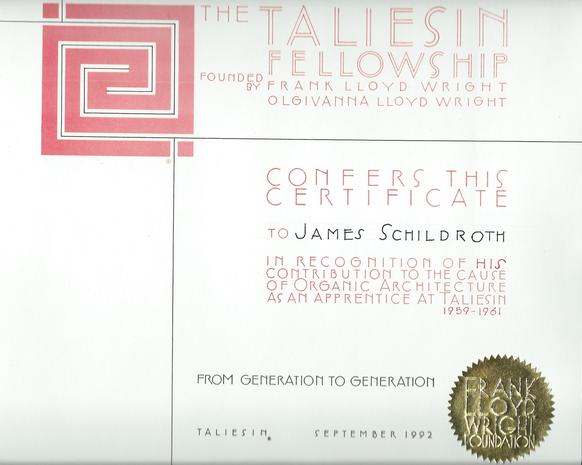 THE TALIESIN
FELLOWSHIP
FOUNDED BY FRANK LLOYD WRIGHT
OLGIVANNA LLOYD WRIGHT
CONFERS THIS
CERTIFICATE
TO JAMES SCHILDROTH
IN RECOGNITION OF HIS
CONTRIBUTION TO THE CAUSE
OF ORGANIC ARCHITECTURE
AS AN APPRENTICE AT TALIESIN
1959-1961
FROM GENERATION TO GENERATION
TALIESIN, SEPTEMBER 1992
FRANK
LLOYD
WRIGHT
FOUNDATION